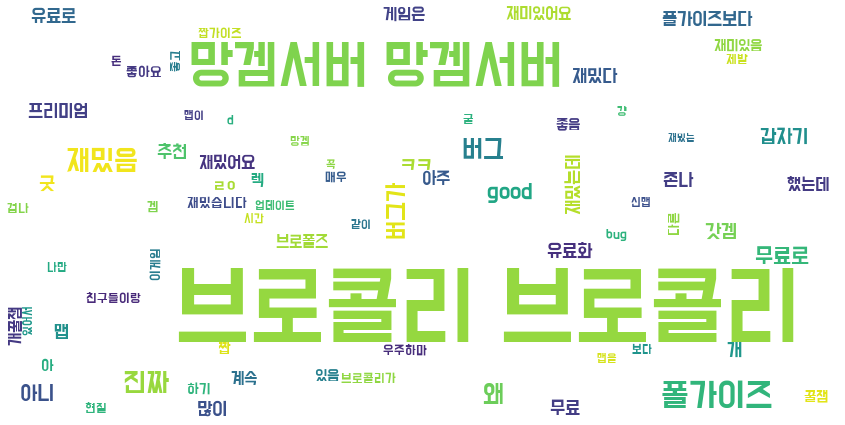 유료로
게임은
재미있어요
플가이즈보다
짭가이즈
재미있음
제발
돈
좋고
좋아요
망겜서버 망겜서버
재밌다
프리미엄
맵이
d
굳
걍
좋음
재밌는
갑자기
망겜
버그
재밌음
추천
재밌어요
ㅋㅋ
꼭
매우
아주
재밌는데
존나
했는데
굿
ㄹㅇ
렉
good
겁나
겜
재밌습니다
업데이트
시간
버그가
신맵
같이
다른
갓겜
bug
브로폴즈
유료화
무료로
나만
이게임
브로콜리 브로콜리
친구들이랑
개꿀잼
있어서
맵
짭
우주하마
맵을
보다
개
아
진짜
계속
있음
브로콜리가
폴가이즈
아니
하기
왜
꿀잼
현질
많이
무료